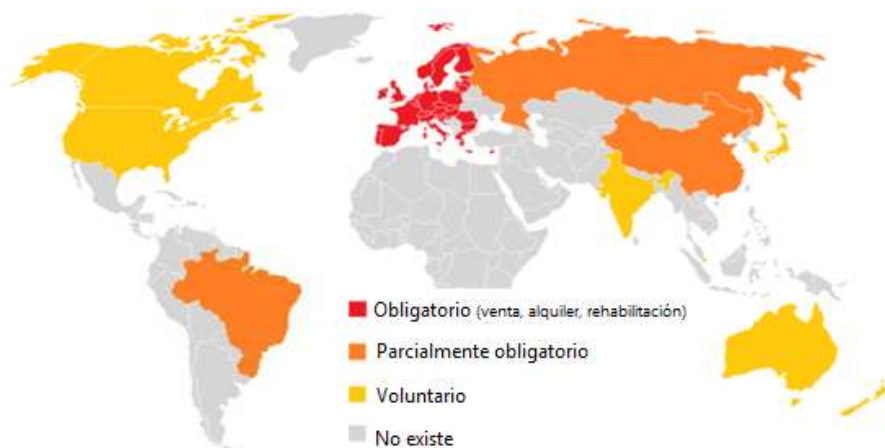 Obligatorio (venta, alquiler, rehabilitación)
Parcialmente obligatorio
Voluntario
No existe